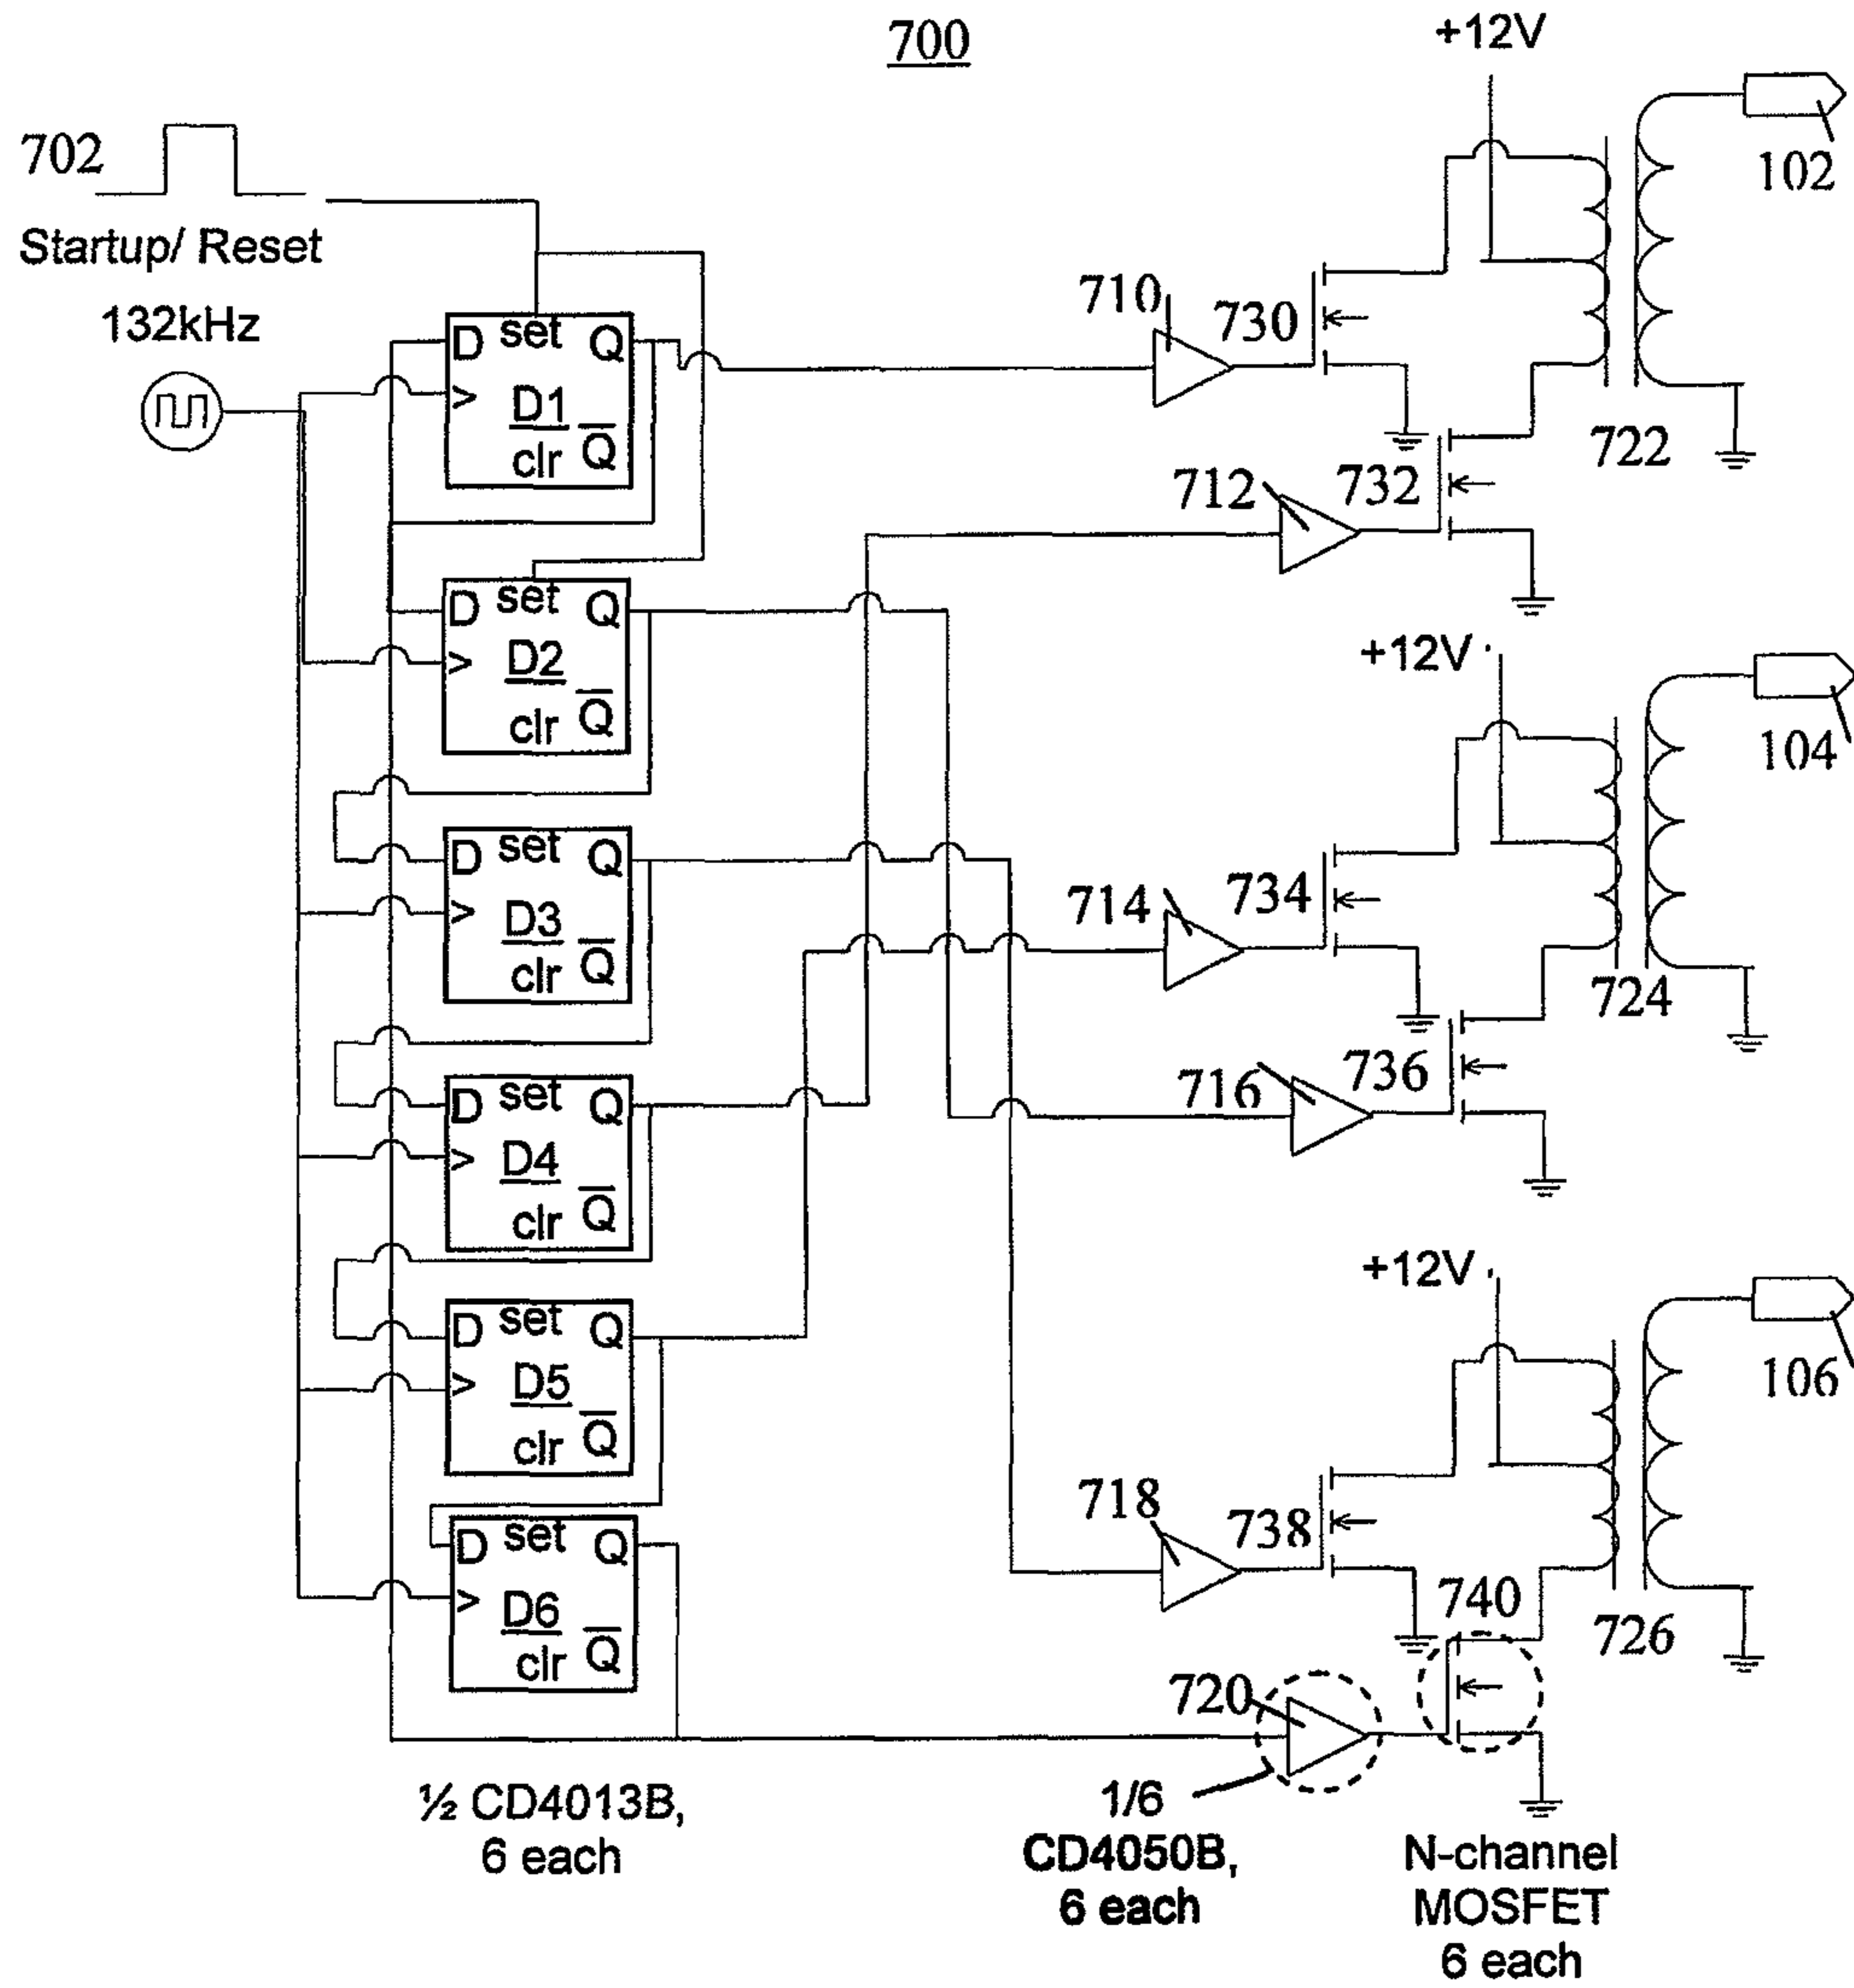 700
+12V
702
Startup/ Reset
132kHz
102
D set Q
> D1
clr Q̅
710
730
722
712
732
D set Q
> D2
clr Q̅
+12V
104
D set Q
> D3
clr Q̅
714
734
724
716
736
D set Q
> D4
clr Q̅
+12V
106
D set Q
> D5
clr Q̅
718
738
740
726
D set Q
> D6
clr Q̅
720
½ CD4013B,
6 each
1/6
CD4050B,
6 each
N-channel
MOSFET
6 each